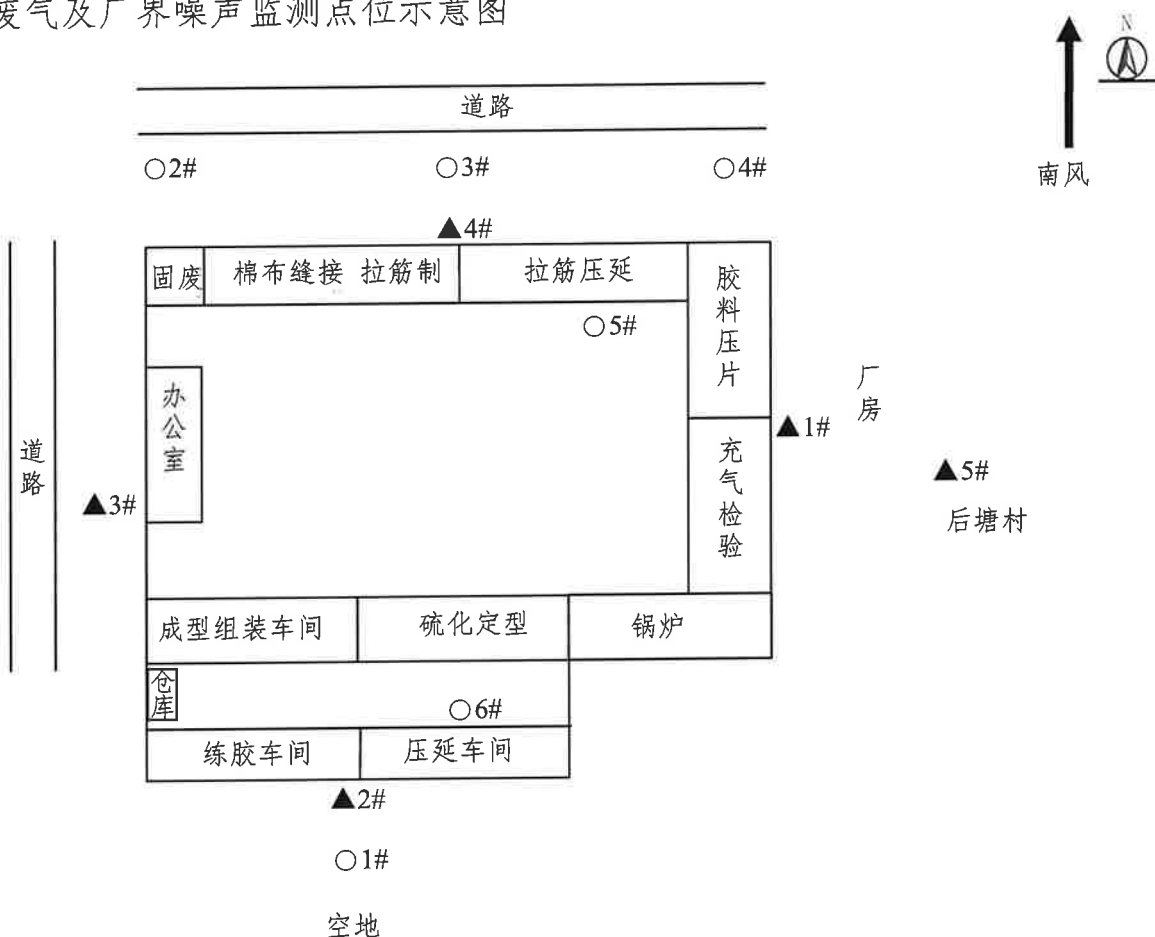 废气及厂界噪声监测点位示意图
N
道路
○2# ○3# ○4#
南风
▲4#
固废 棉布缝接 拉筋制 拉筋压延 胶料压片
○5#
厂房
办公室
▲1#
道路
充气检验
▲5#
▲3#
后塘村
成型组装车间 硫化定型 锅炉
仓库
○6#
练胶车间 压延车间
▲2#
○1#
空地